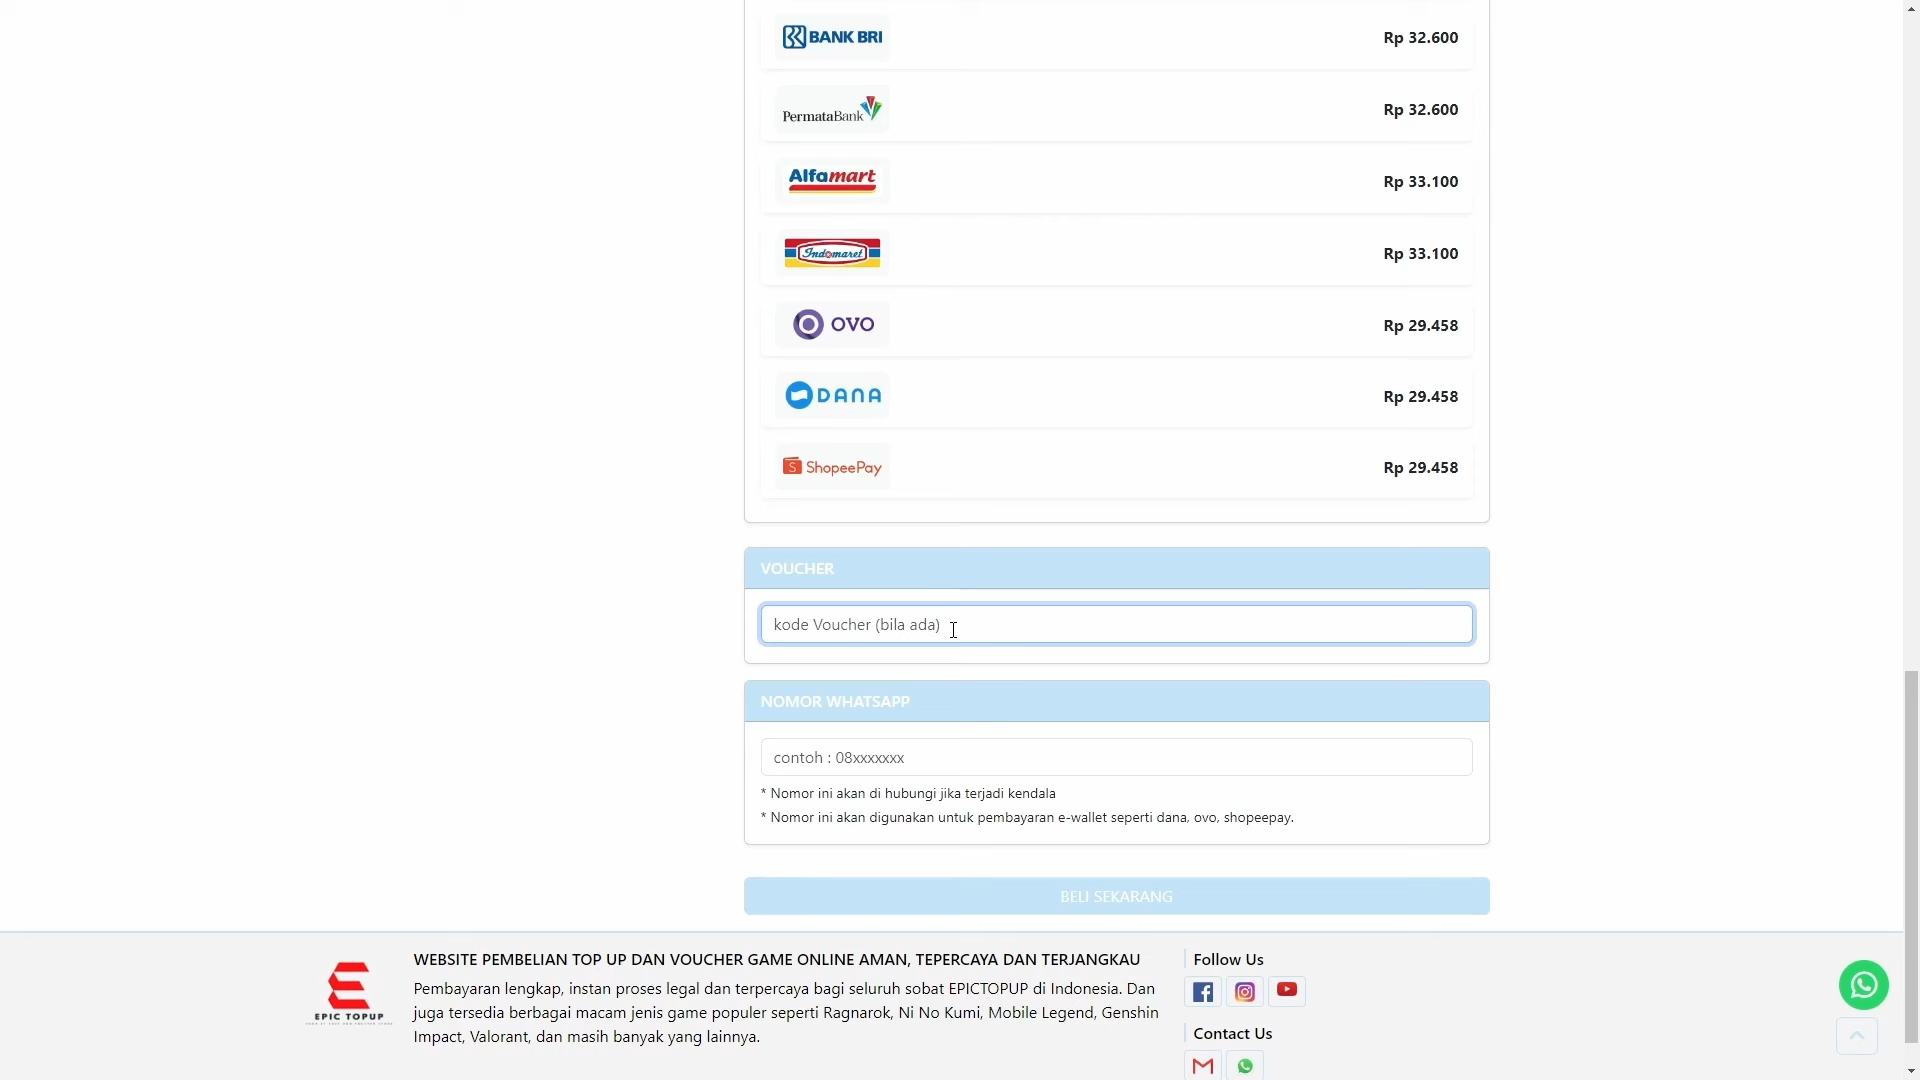 BANK BRI
Rp 32.600
PermataBank
Rp 32.600
Alfamart
Rp 33.100
Indomaret
Rp 33.100
OVO
Rp 29.458
DANA
Rp 29.458
S ShopeePay
Rp 29.458
VOUCHER
kode Voucher (bila ada)
NOMOR WHATSAPP
contoh : 08xxxxxxx
* Nomor ini akan di hubungi jika terjadi kendala
* Nomor ini akan digunakan untuk pembayaran e-wallet seperti dana, ovo, shopeepay.
BELI SEKARANG
EPIC TOPUP
WEBSITE PEMBELIAN TOP UP DAN VOUCHER GAME ONLINE AMAN, TEPERCAYA DAN TERJANGKAU
Pembayaran lengkap, instan proses legal dan terpercaya bagi seluruh sobat EPICTOPUP di Indonesia. Dan
juga tersedia berbagai macam jenis game populer seperti Ragnarok, Ni No Kumi, Mobile Legend, Genshin
Impact, Valorant, dan masih banyak yang lainnya.
Follow Us
Contact Us